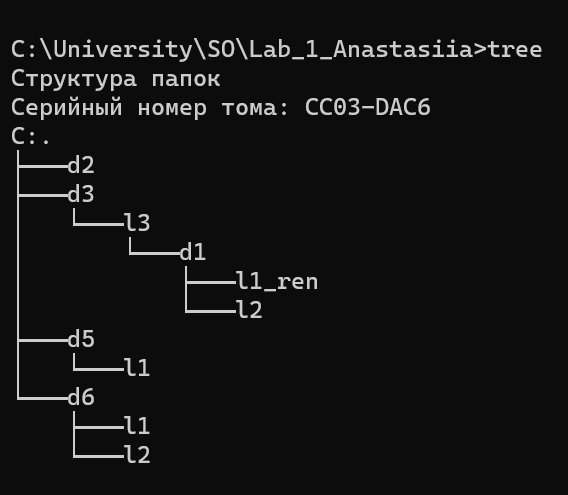 C:\University\SO\Lab_1_Anastasiia>tree
Структура папок
Серийный номер тома: CC03-DAC6
C:.
├───d2
├───d3
│   └───l3
│       └───d1
│           ├───l1_ren
│           └───l2
├───d5
│   └───l1
└───d6
    ├───l1
    └───l2